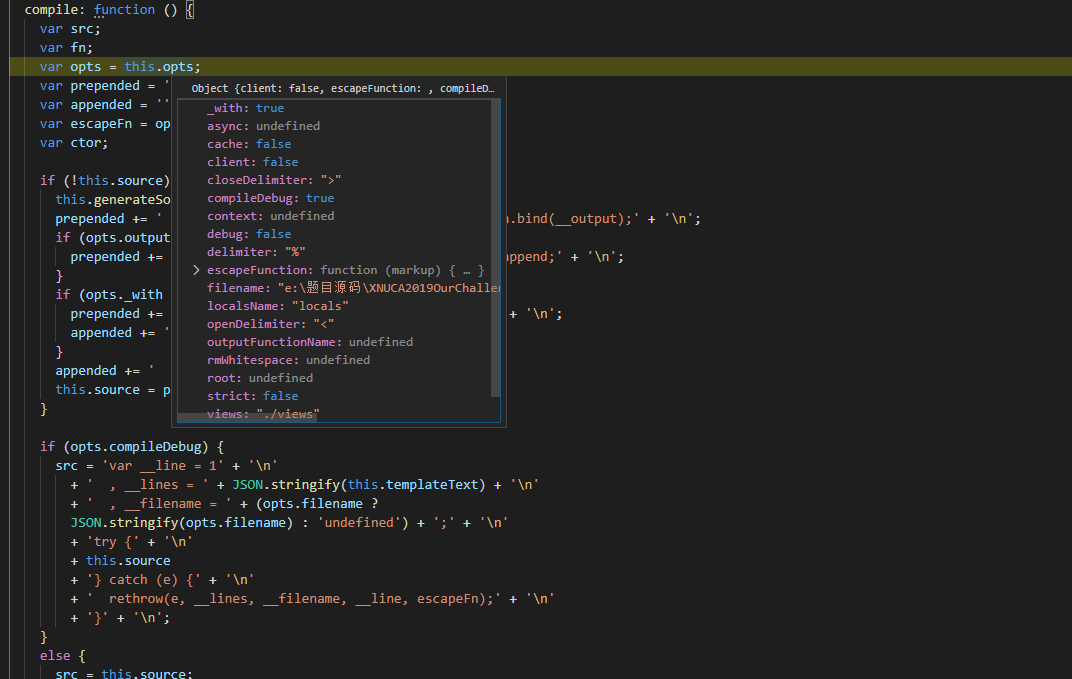 compile: function () {
var src;
var fn;
var opts = this.opts;
var prepended = '
var appended = ''
var escapeFn = op
var ctor;
if (!this.source)
this.generateSo
prepended += '
.bind(__output);' + '\n';
if (opts.output
prepended +=
append;' + '\n';
}
if (opts._with
prepended +=
+ '\n';
appended += '
}
appended += '
this.source = p
}
Object {client: false, escapeFunction: , compileD…
_with: true
async: undefined
cache: false
client: false
closeDelimiter: ">"
compileDebug: true
context: undefined
debug: false
delimiter: "%"
escapeFunction: function (markup) { … }
filename: "e:\题目源码\XNUCA2019OurChalle
localsName: "locals"
openDelimiter: "<"
outputFunctionName: undefined
rmWhitespace: undefined
root: undefined
strict: false
views: "./views"
if (opts.compileDebug) {
src = 'var __line = 1' + '\n'
+ '  , __lines = ' + JSON.stringify(this.templateText) + '\n'
+ '  , __filename = ' + (opts.filename ?
JSON.stringify(opts.filename) : 'undefined') + ';' + '\n'
+ 'try {' + '\n'
+ this.source
+ '} catch (e) {' + '\n'
+ '  rethrow(e, __lines, __filename, __line, escapeFn);' + '\n'
+ '}' + '\n';
}
else {
src = this.source;